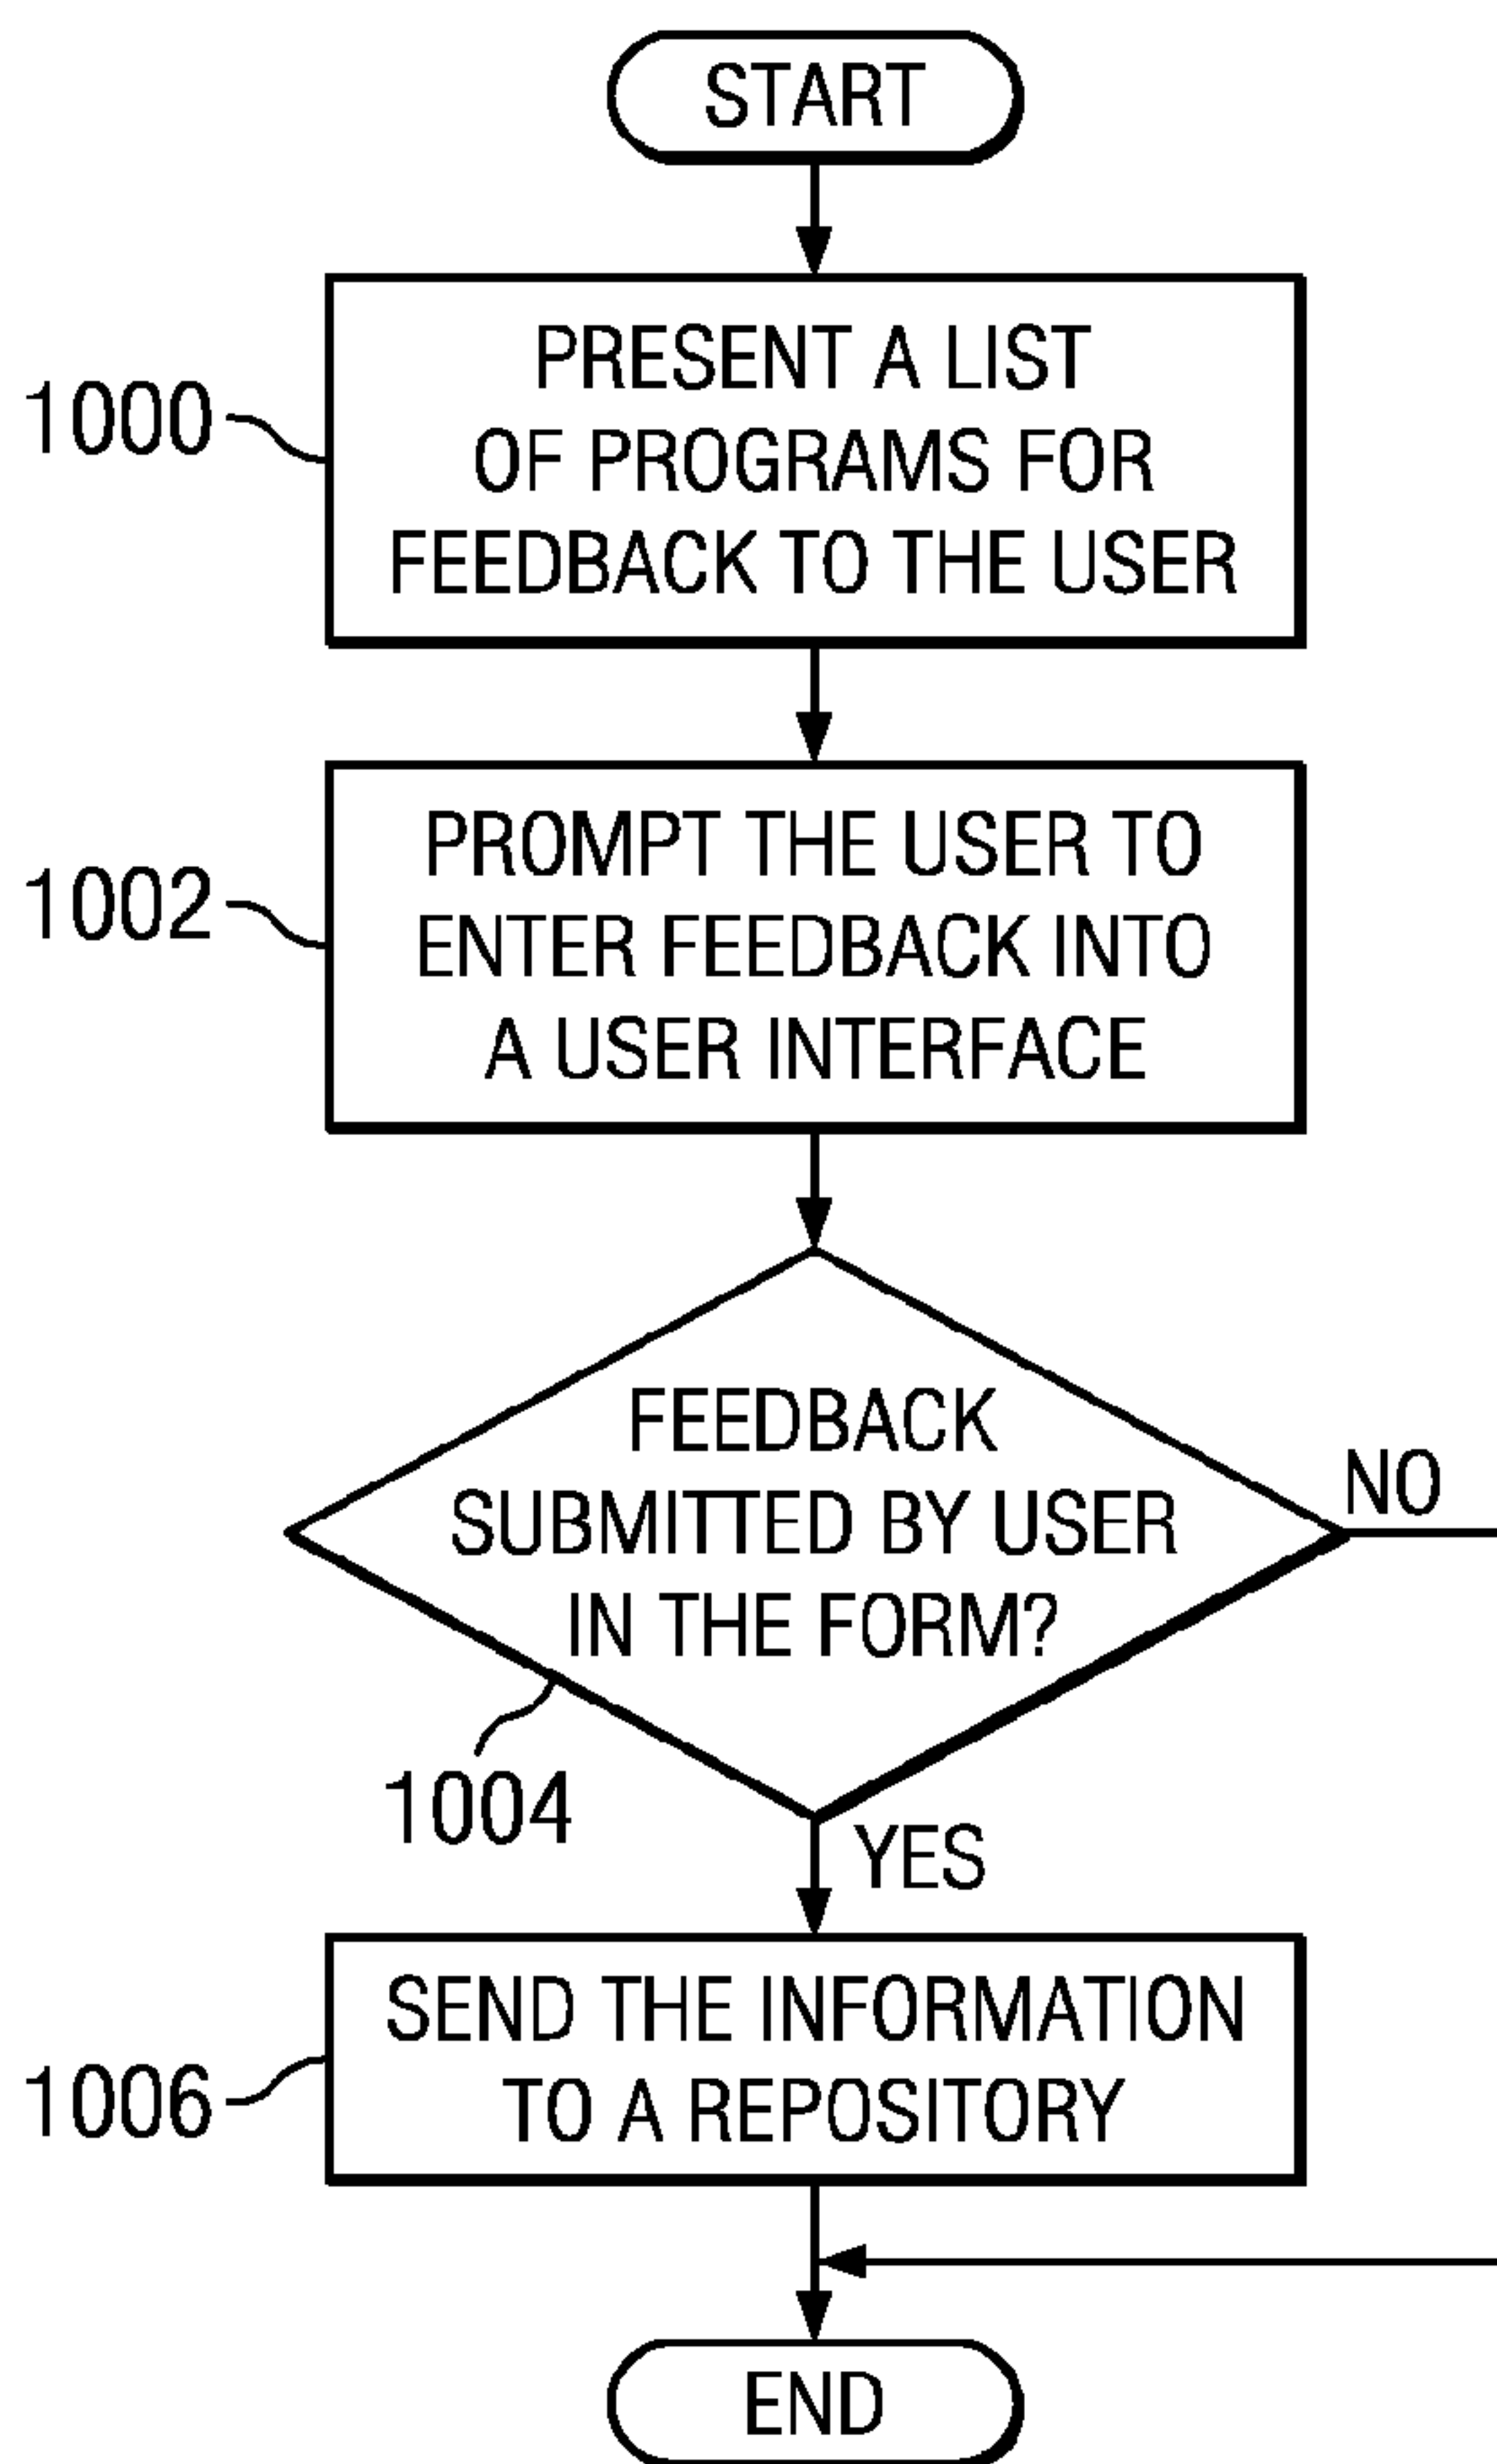 START
PRESENT A LIST
OF PROGRAMS FOR
FEEDBACK TO THE USER
1000
PROMPT THE USER TO
ENTER FEEDBACK INTO
A USER INTERFACE
1002
FEEDBACK
SUBMITTED BY USER
IN THE FORM?
NO
1004
YES
SEND THE INFORMATION
TO A REPOSITORY
1006
END